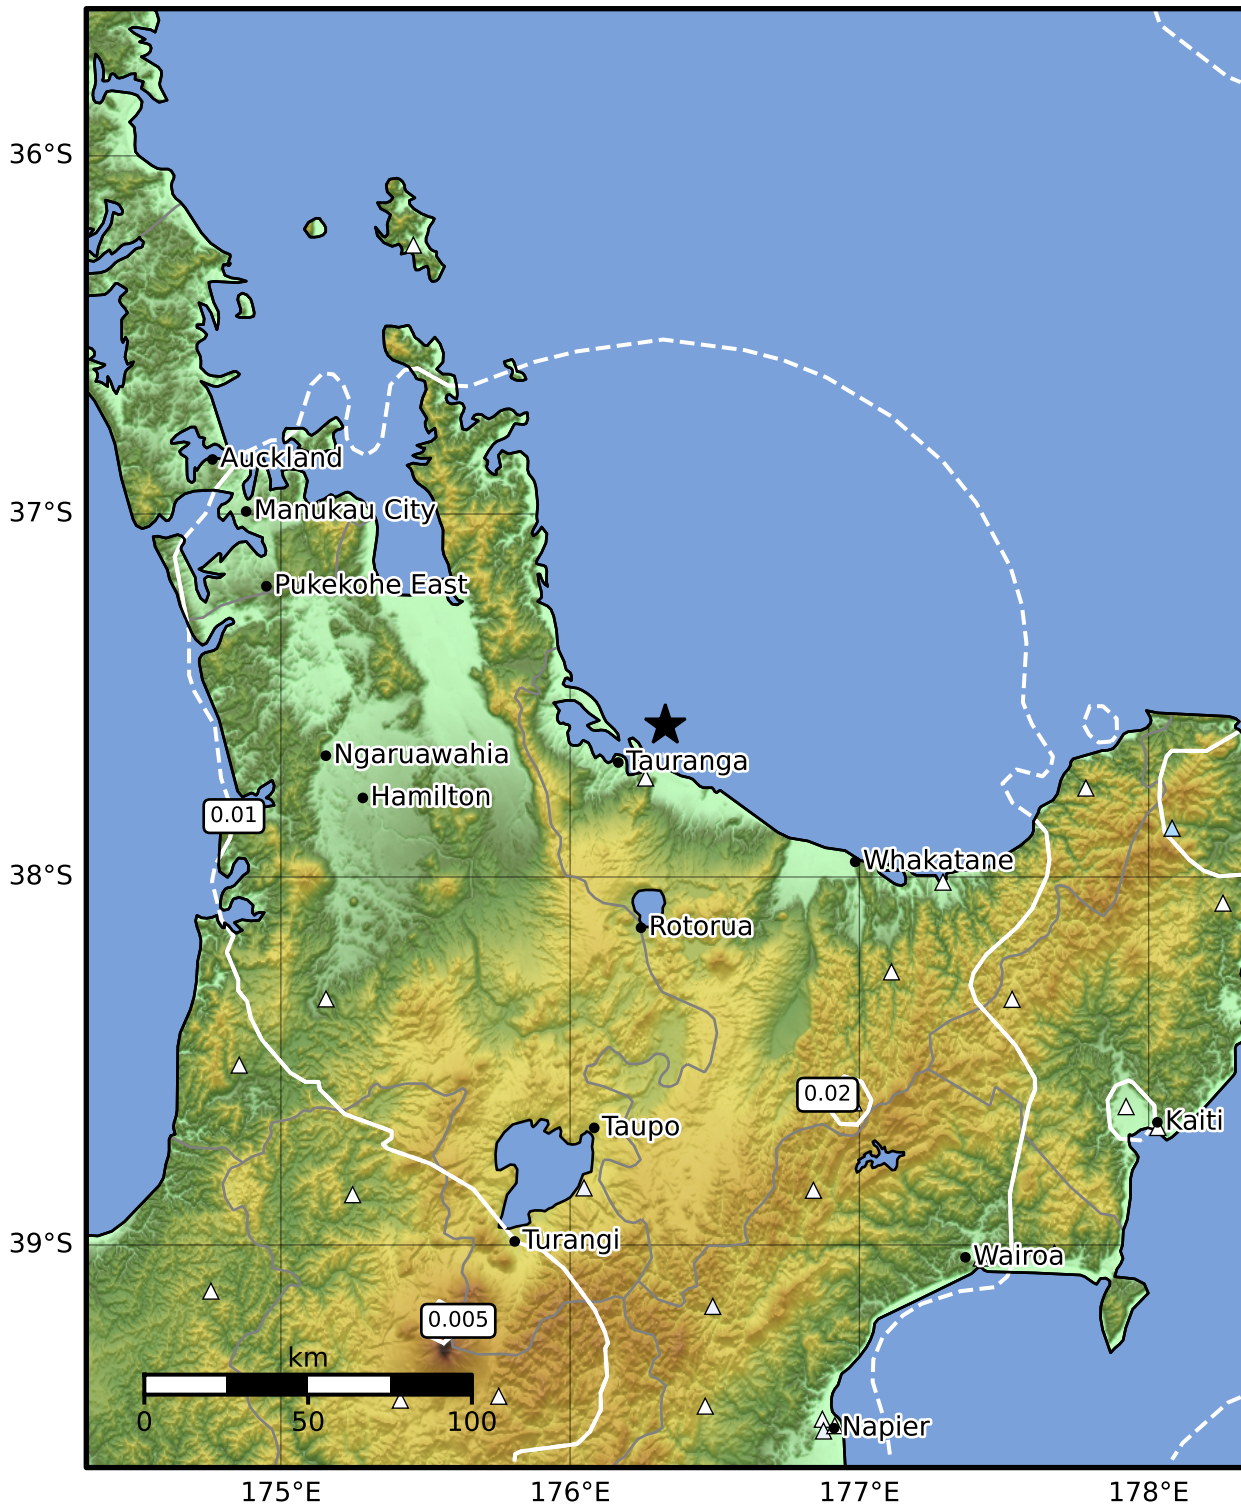 36°S
Auckland
37°S
Manukau City
Pukekohe East
Ngaruawahia
Tauranga
Hamilton
0.01
38°S
Whakatane
Rotorua
0.02
Taupo
Kaiti
39°S
Turangi
Wairoa
0.005
km
0 50 100
Napier
175°E 176°E 177°E 178°E